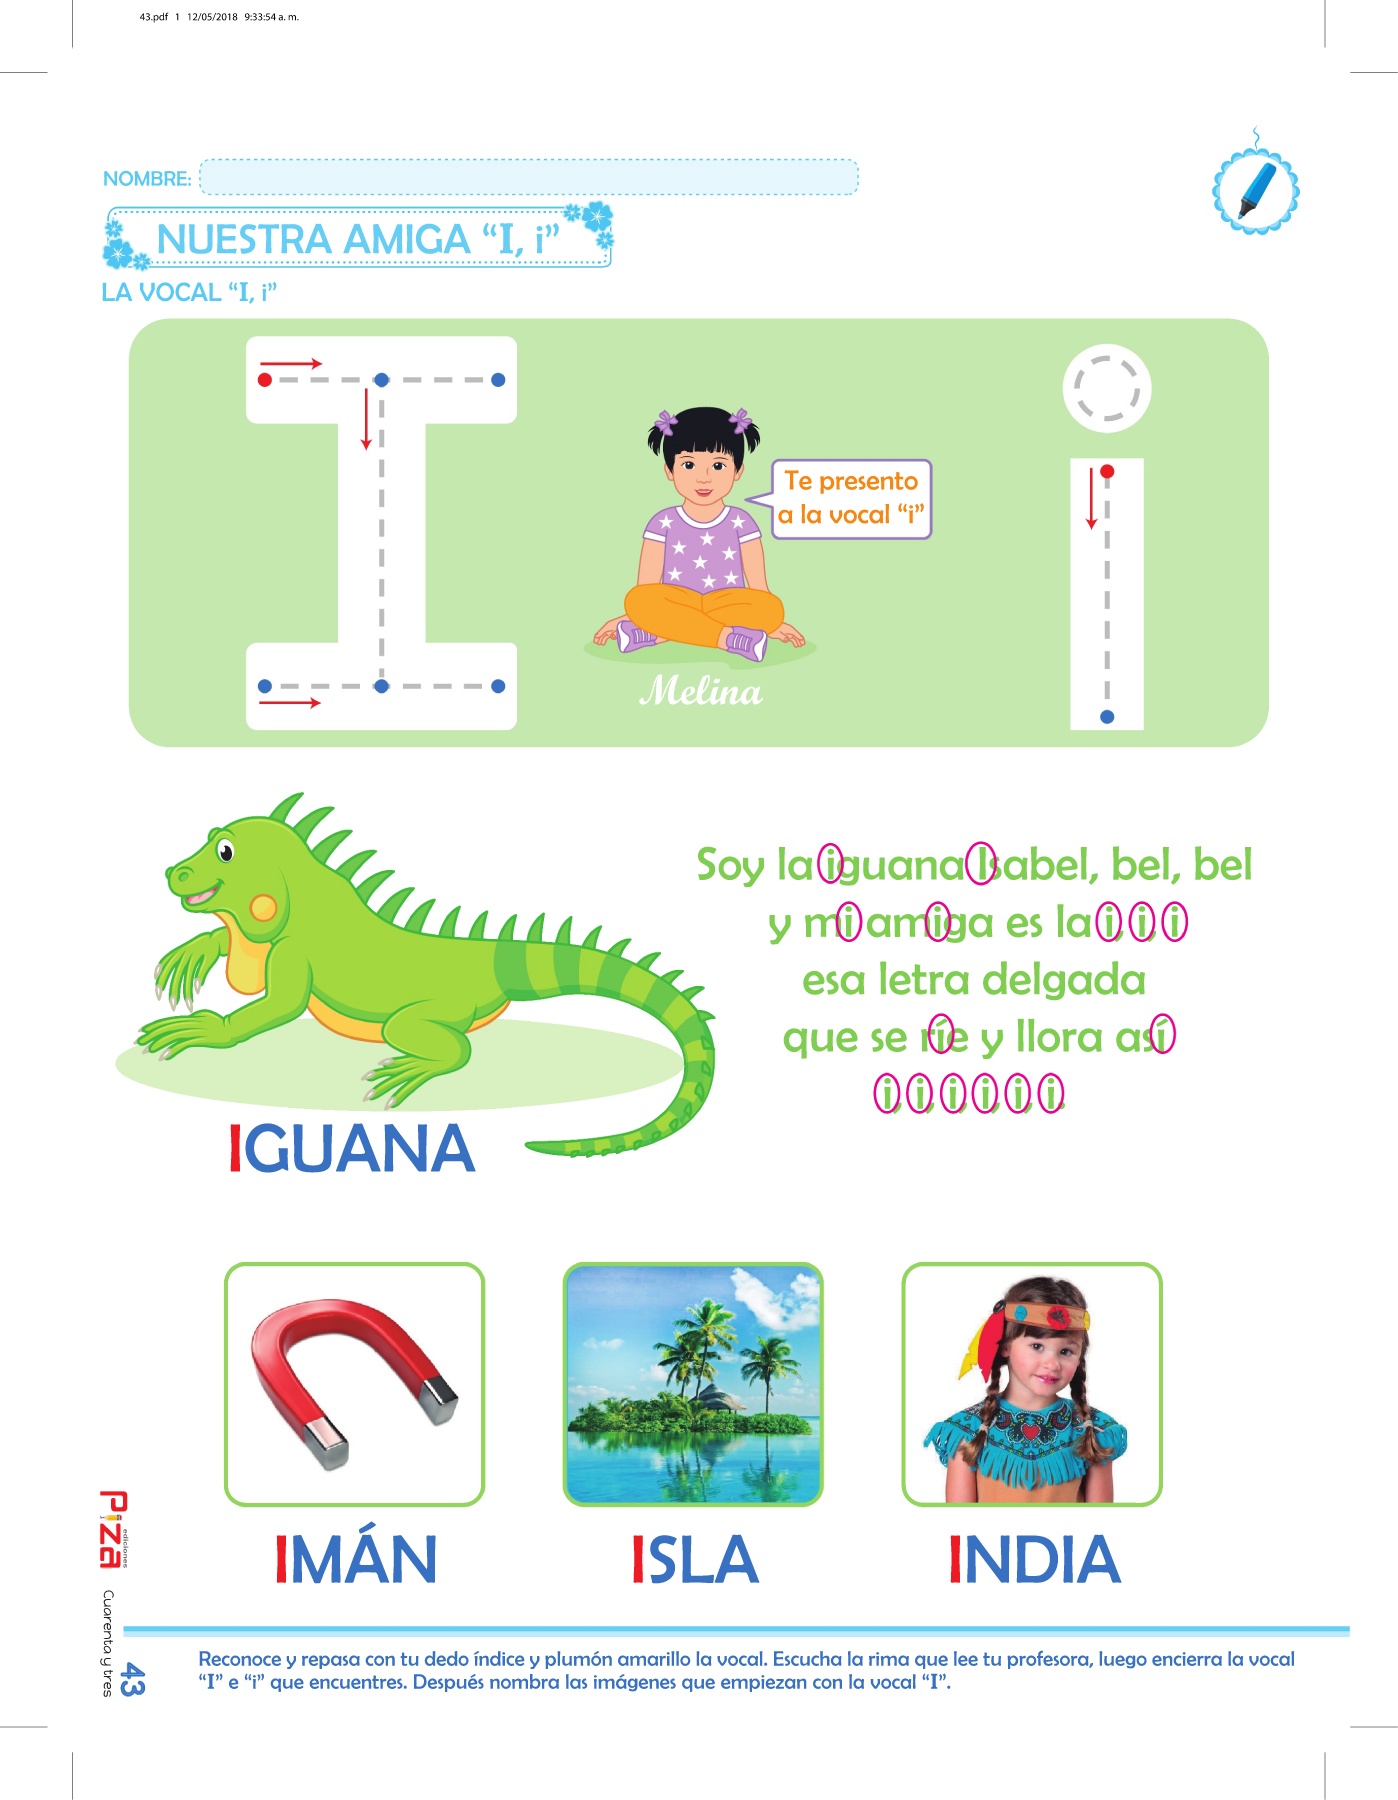 43.pdf 1 12/05/2018 9:33:54 a. m.
NOMBRE:
NUESTRA AMIGA “I, i”
LA VOCAL “I, i”
Te presento
a la vocal “i”
Melina
Soy la iguana Isabel, bel, bel
y mi amiga es la i, i, i
esa letra delgada
que se ríe y llora así
i, i, i, i, i, i.
IGUANA
IMÁN
ISLA
INDIA
Piza
ediciones
Cuarenta y tres
43
Reconoce y repasa con tu dedo índice y plumón amarillo la vocal. Escucha la rima que lee tu profesora, luego encierra la vocal
“I” e “i” que encuentres. Después nombra las imágenes que empiezan con la vocal “I”.